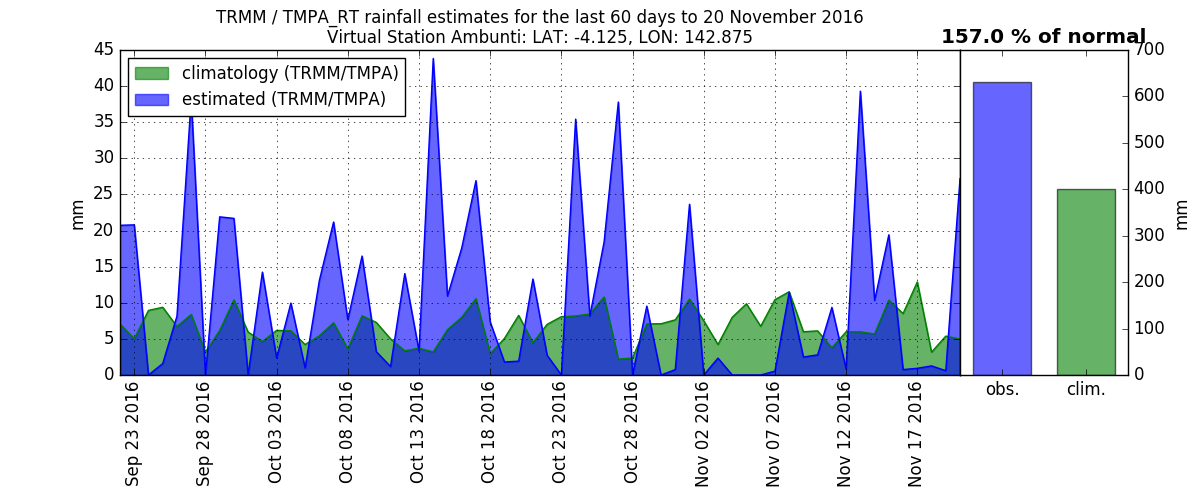 TRMM / TMPA_RT rainfall estimates for the last 60 days to 20 November 2016
Virtual Station Ambunti: LAT: -4.125, LON: 142.875
157.0 % of normal
climatology (TRMM/TMPA)
estimated (TRMM/TMPA)
45
40
35
30
25
20
15
10
5
0
mm
Sep 23 2016
Sep 28 2016
Oct 03 2016
Oct 08 2016
Oct 13 2016
Oct 18 2016
Oct 23 2016
Oct 28 2016
Nov 02 2016
Nov 07 2016
Nov 12 2016
Nov 17 2016
obs.
clim.
700
600
500
400
300
200
100
0
mm